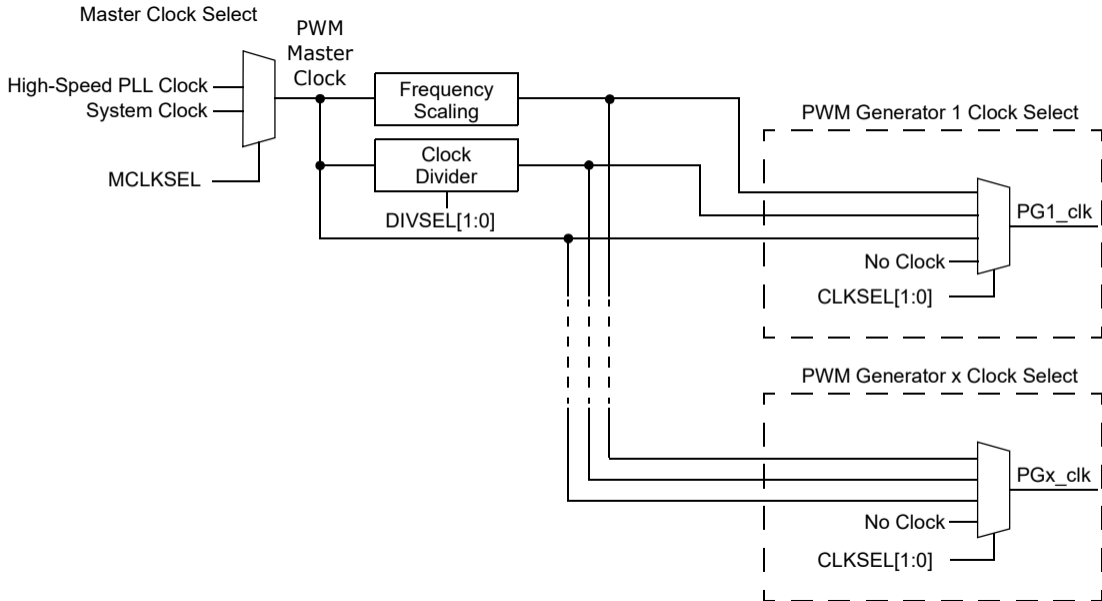 Master Clock Select
PWM
Master
Clock
High-Speed PLL Clock
System Clock
MCLKSEL
Frequency
Scaling
Clock
Divider
DIVSEL[1:0]
PWM Generator 1 Clock Select
PG1_clk
No Clock
CLKSEL[1:0]
PWM Generator x Clock Select
PGx_clk
No Clock
CLKSEL[1:0]